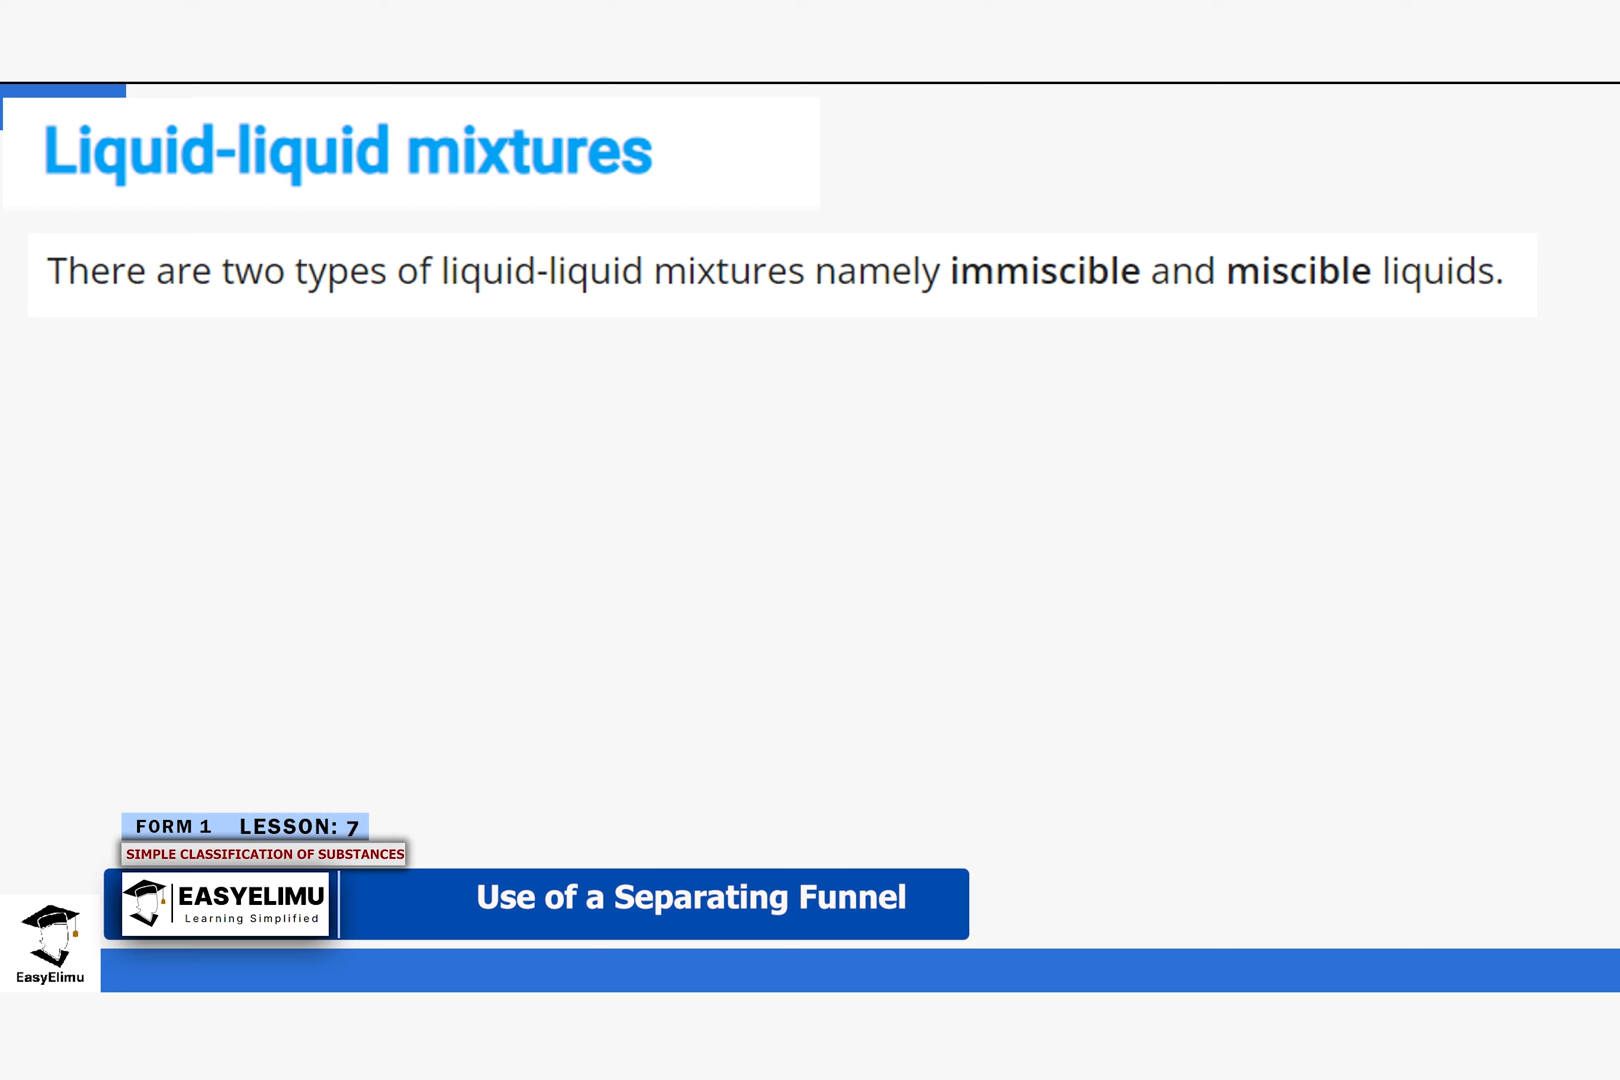 Liquid-liquid mixtures
There are two types of liquid-liquid mixtures namely immiscible and miscible liquids.
FORM 1 LESSON: 7
SIMPLE CLASSIFICATION OF SUBSTANCES
EASYELIMU
Learning Simplified
Use of a Separating Funnel
EasyElimu